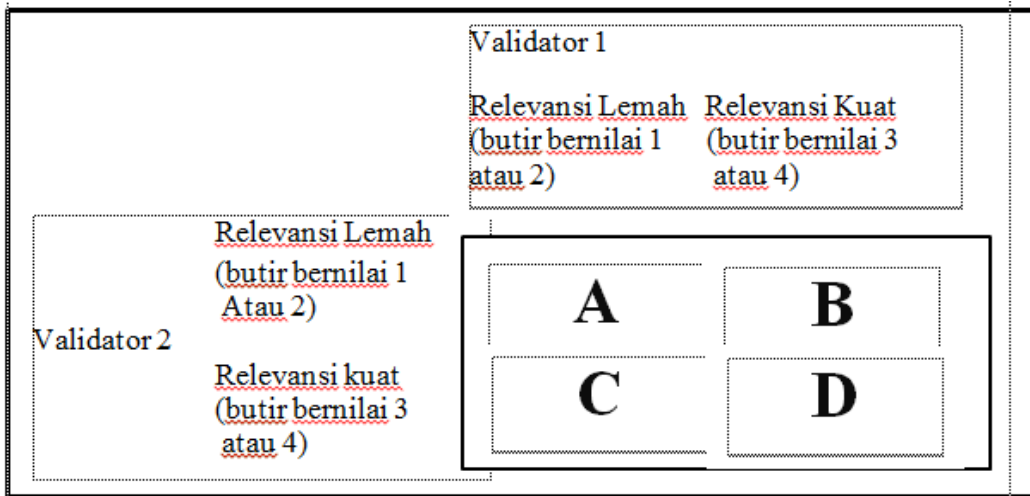 Validator 1
Relevansi Lemah Relevansi Kuat
(butir bernilai 1 (butir bernilai 3
atau 2) atau 4)
Relevansi Lemah
(butir bernilai 1
Atau 2)
Validator 2
Relevansi kuat
(butir bernilai 3
atau 4)
A B
C D